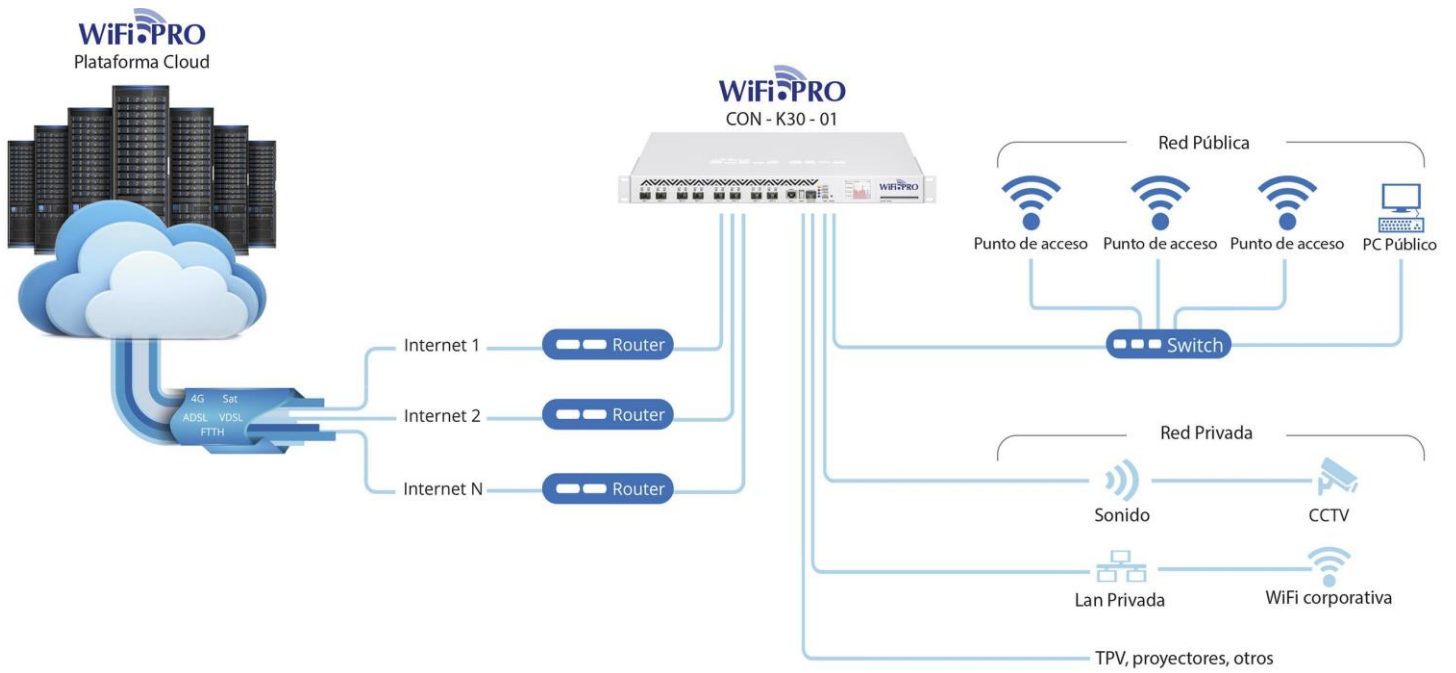 WiFi PRO
Plataforma Cloud
WiFi PRO
CON - K30 - 01
WiFi PRO
Red Pública
Punto de acceso
Punto de acceso
Punto de acceso
PC Público
Switch
Internet 1
Router
4G Sat
ADSL VDSL
FTTH
Internet 2
Router
Internet N
Router
Red Privada
Sonido
CCTV
Lan Privada
WiFi corporativa
TPV, proyectores, otros